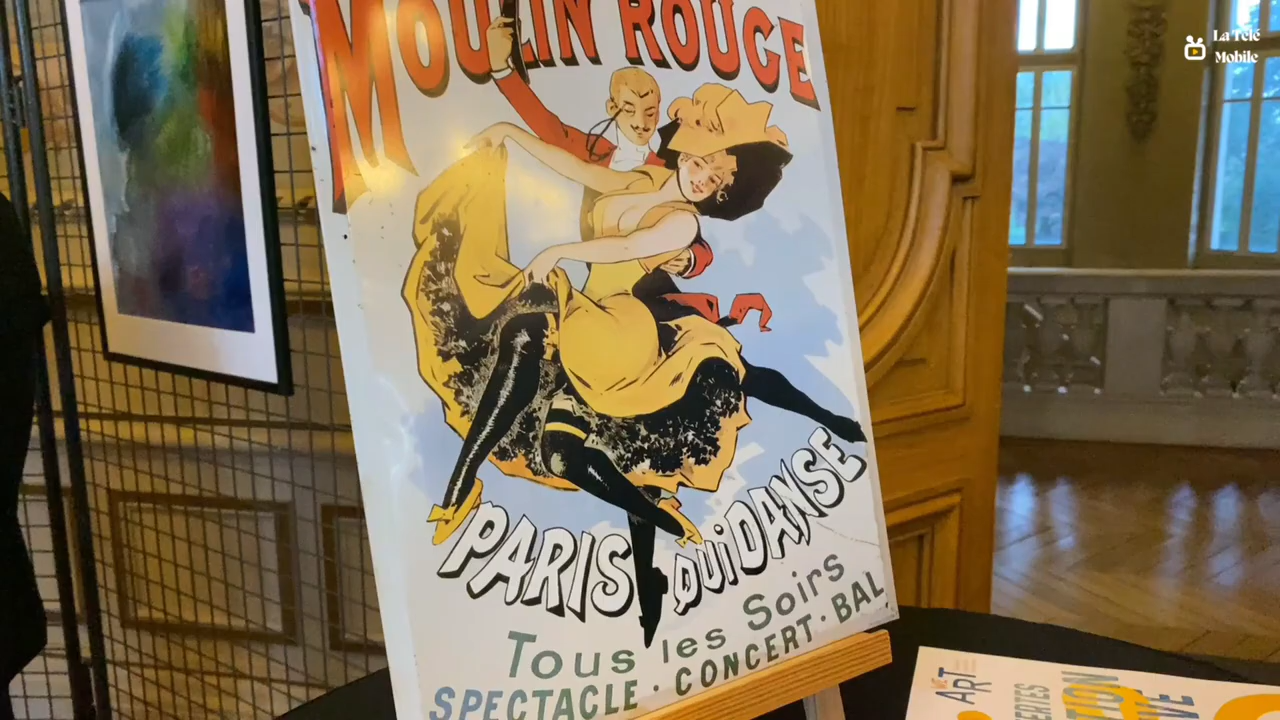 MOULIN ROUGE
La Télé
Mobile
PARIS QUI DANSE
Tous les Soirs
SPECTACLE · CONCERT · BAL
ART